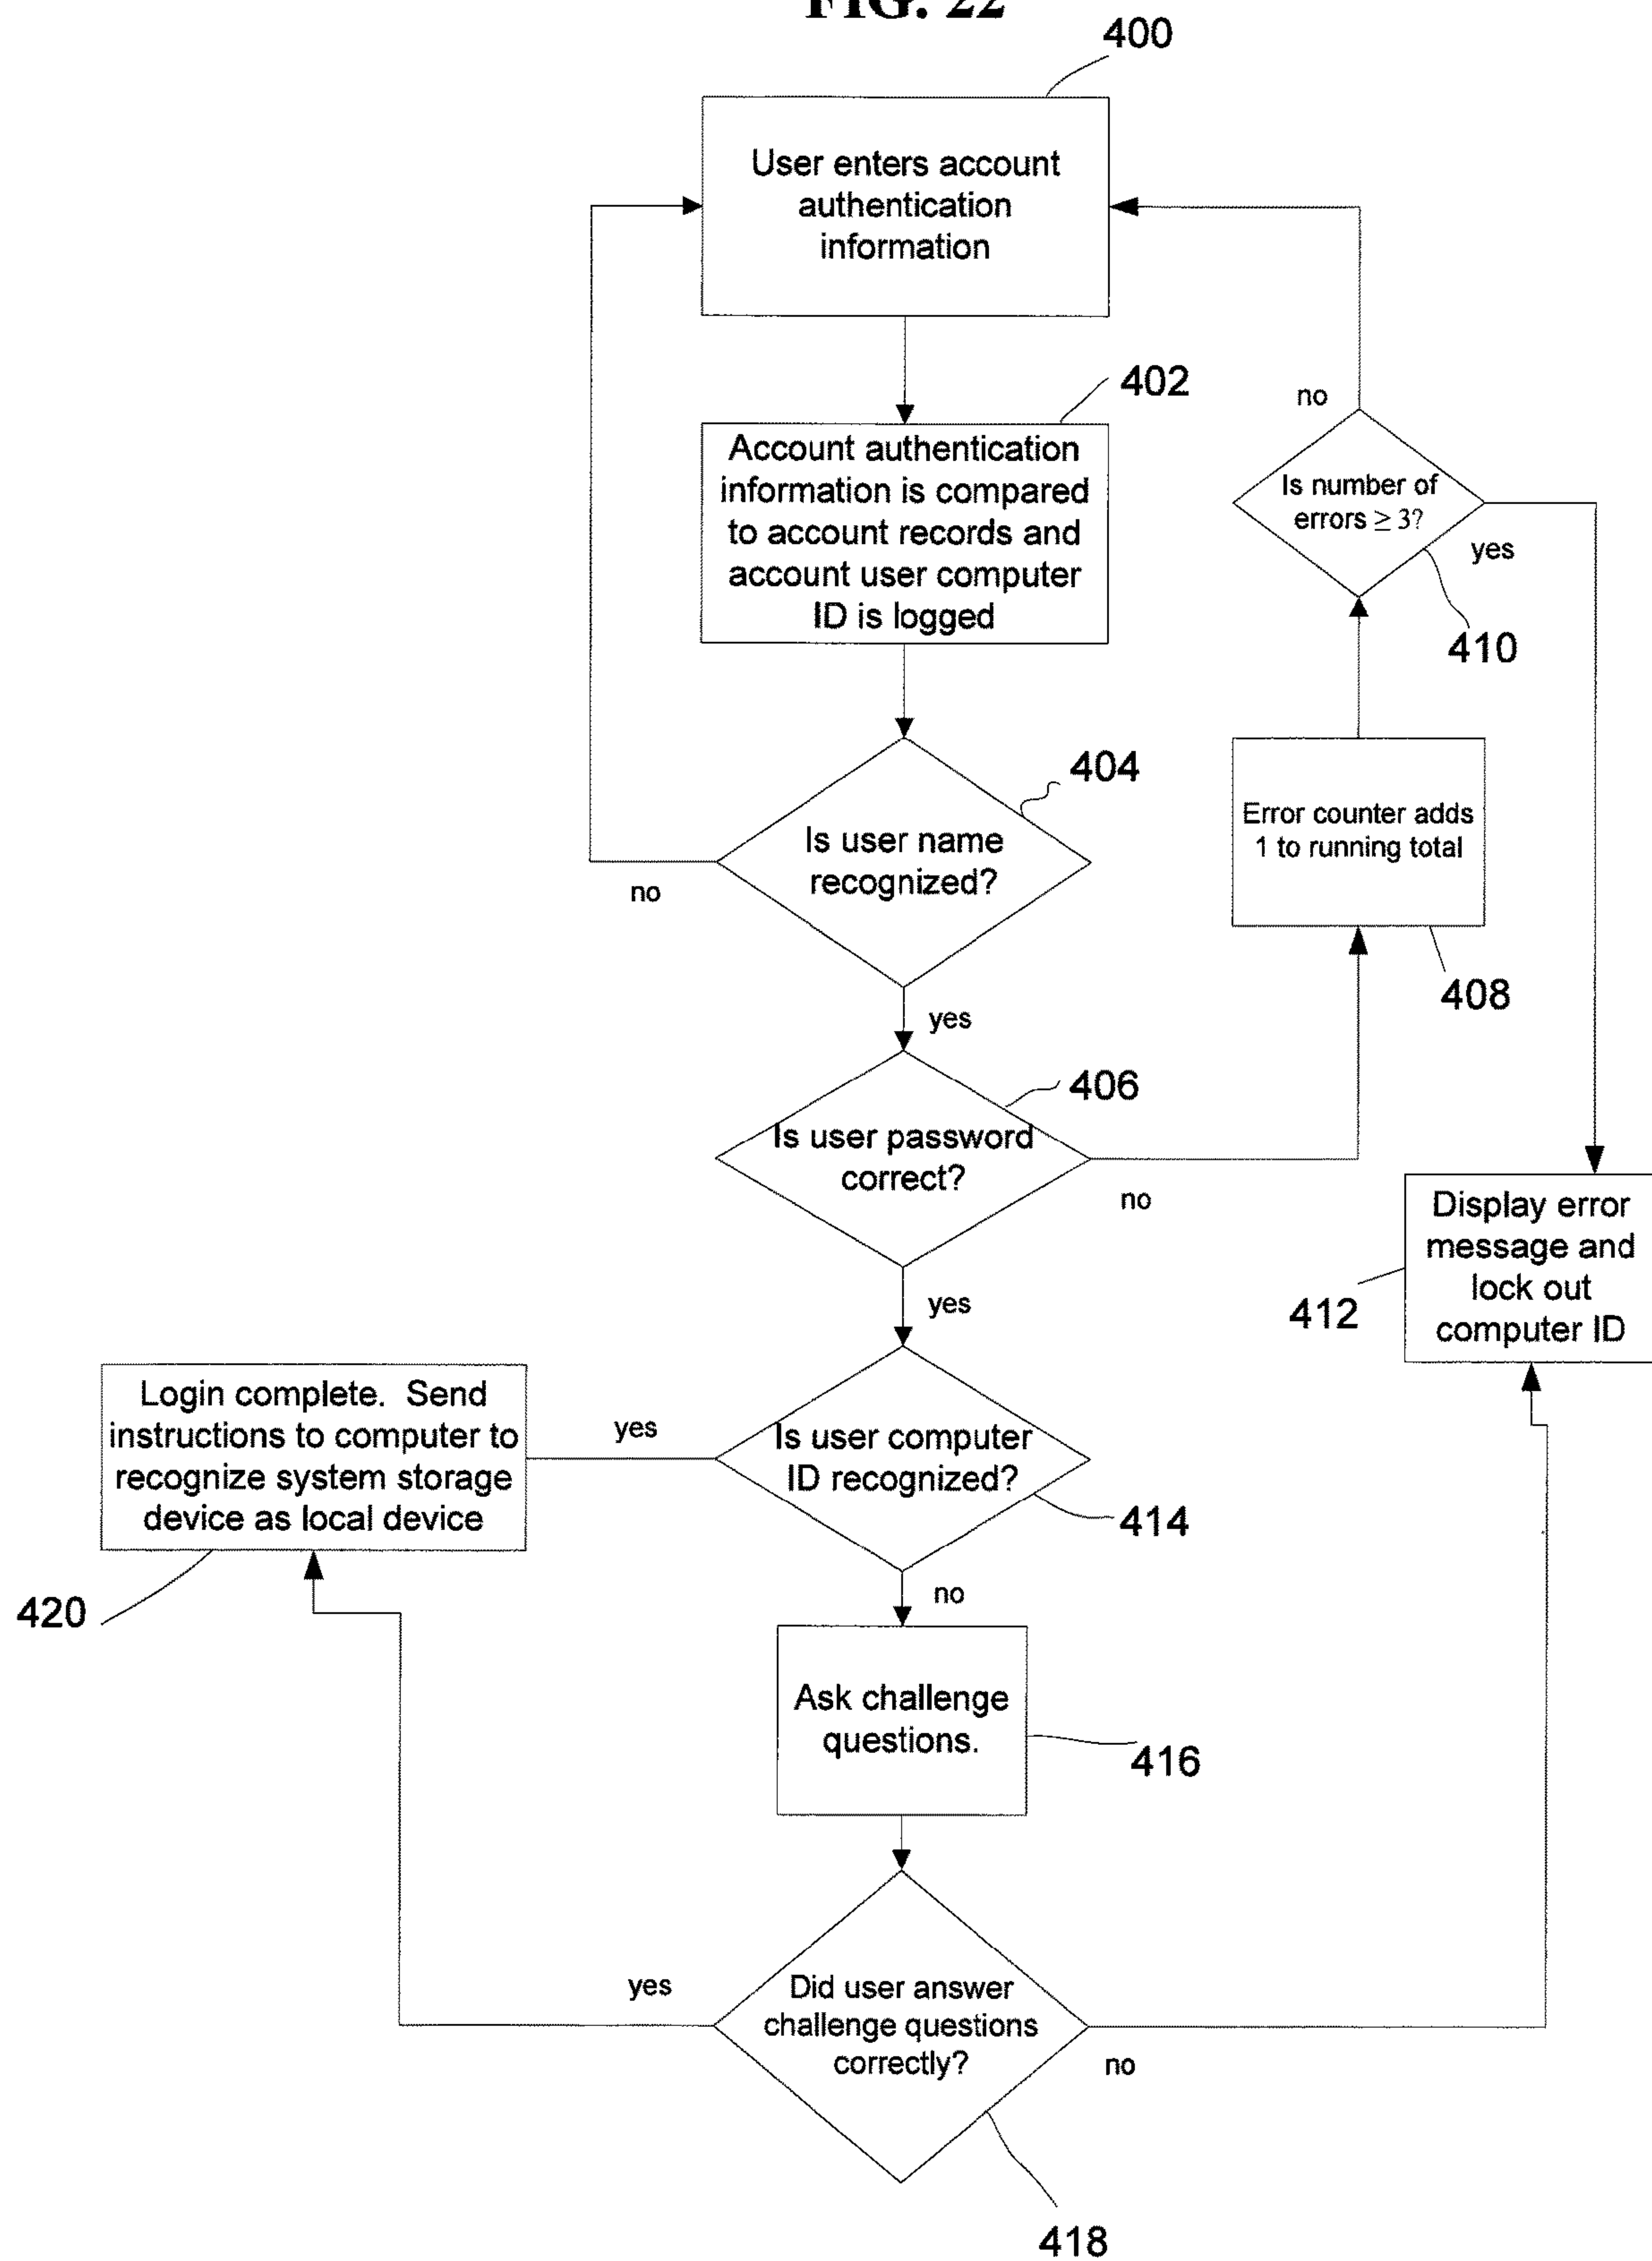 FIG. 22
400
User enters account
authentication
information
402
Account authentication
information is compared
to account records and
account user computer
ID is logged
no
Is number of
errors ≥ 3?
yes
410
404
Is user name
recognized?
no
Error counter adds
1 to running total
408
yes
406
Is user password
correct?
no
yes
Display error
message and
lock out
computer ID
412
Login complete. Send
instructions to computer to
recognize system storage
device as local device
yes
Is user computer
ID recognized?
414
no
420
Ask challenge
questions.
416
yes
Did user answer
challenge questions
correctly?
no
418